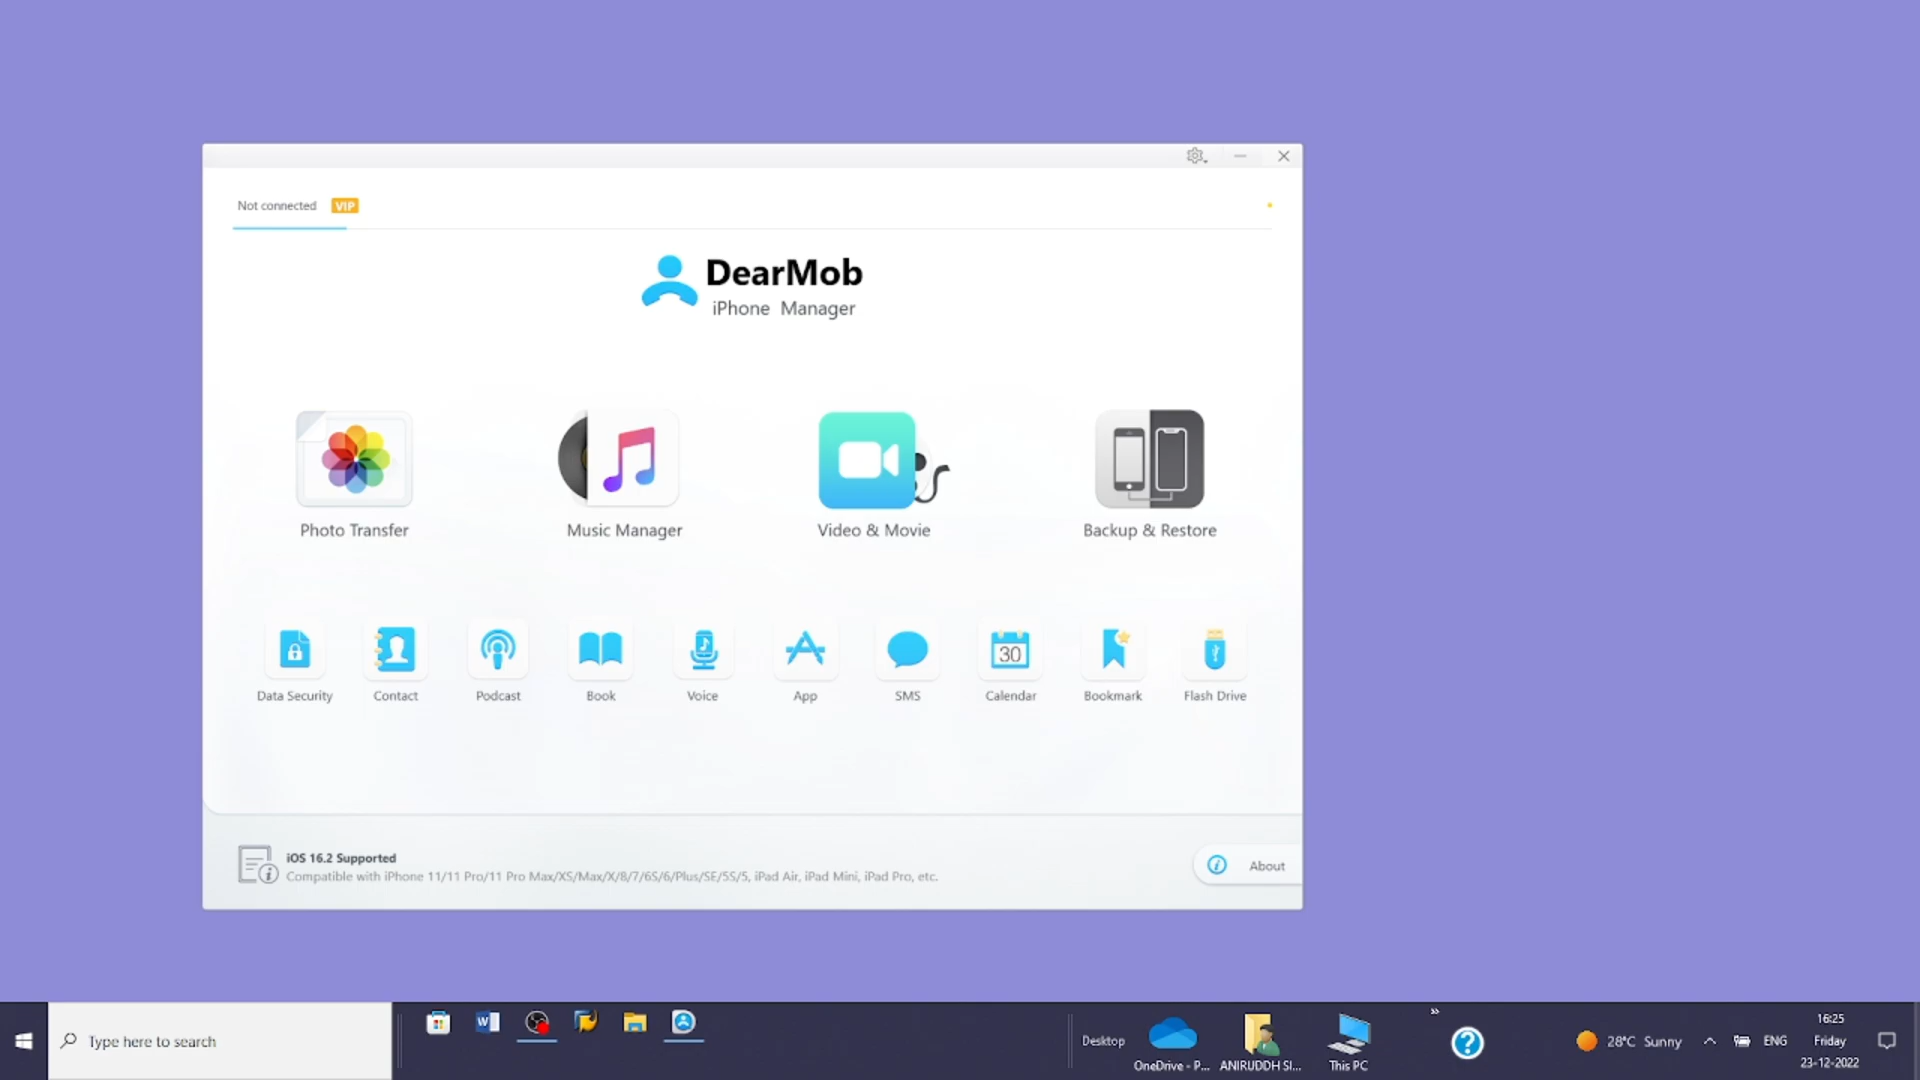 Not connected VIP
DearMob
iPhone Manager
Photo Transfer
Music Manager
Video & Movie
Backup & Restore
Data Security
Contact
Podcast
Book
Voice
App
SMS
30
Calendar
Bookmark
Flash Drive
iOS 16.2 Supported
Compatible with iPhone 11/11 Pro/11 Pro Max/XS/Max/X/8/7/6S/6/Plus/SE/5S/5, iPad Air, iPad Mini, iPad Pro, etc.
About
Type here to search
Desktop
OneDrive - P...
ANIRUDDH SI...
This PC
28°C Sunny
ENG
16:25
Friday
23-12-2022